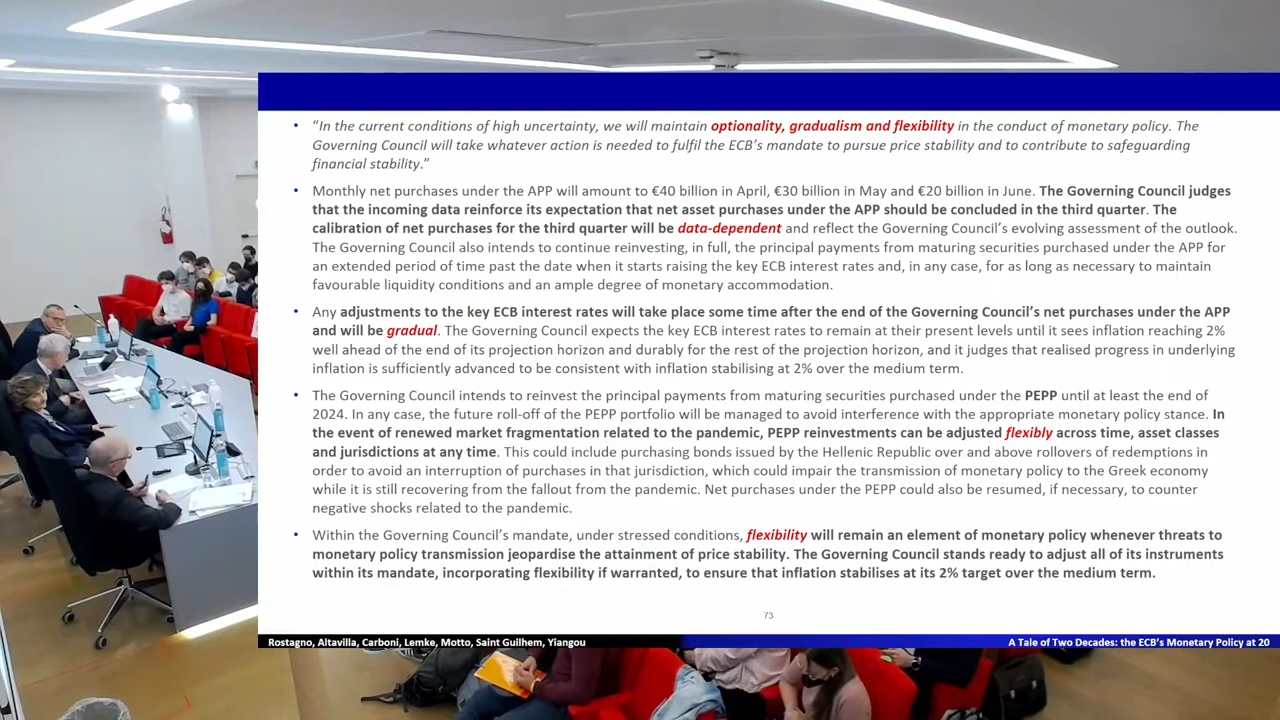 • “In the current conditions of high uncertainty, we will maintain optionality, gradualism and flexibility in the conduct of monetary policy. The
Governing Council will take whatever action is needed to fulfil the ECB’s mandate to pursue price stability and to contribute to safeguarding
financial stability.”
• Monthly net purchases under the APP will amount to €40 billion in April, €30 billion in May and €20 billion in June. The Governing Council judges
that the incoming data reinforce its expectation that net asset purchases under the APP should be concluded in the third quarter. The
calibration of net purchases for the third quarter will be data-dependent and reflect the Governing Council’s evolving assessment of the outlook.
The Governing Council also intends to continue reinvesting, in full, the principal payments from maturing securities purchased under the APP for
an extended period of time past the date when it starts raising the key ECB interest rates and, in any case, for as long as necessary to maintain
favourable liquidity conditions and an ample degree of monetary accommodation.
• Any adjustments to the key ECB interest rates will take place some time after the end of the Governing Council’s net purchases under the APP
and will be gradual. The Governing Council expects the key ECB interest rates to remain at their present levels until it sees inflation reaching 2%
well ahead of the end of its projection horizon and durably for the rest of the projection horizon, and it judges that realised progress in underlying
inflation is sufficiently advanced to be consistent with inflation stabilising at 2% over the medium term.
• The Governing Council intends to reinvest the principal payments from maturing securities purchased under the PEPP until at least the end of
2024. In any case, the future roll-off of the PEPP portfolio will be managed to avoid interference with the appropriate monetary policy stance. In
the event of renewed market fragmentation related to the pandemic, PEPP reinvestments can be adjusted flexibly across time, asset classes
and jurisdictions at any time. This could include purchasing bonds issued by the Hellenic Republic over and above rollovers of redemptions in
order to avoid an interruption of purchases in that jurisdiction, which could impair the transmission of monetary policy to the Greek economy
while it is still recovering from the fallout from the pandemic. Net purchases under the PEPP could also be resumed, if necessary, to counter
negative shocks related to the pandemic.
• Within the Governing Council’s mandate, under stressed conditions, flexibility will remain an element of monetary policy whenever threats to
monetary policy transmission jeopardise the attainment of price stability. The Governing Council stands ready to adjust all of its instruments
within its mandate, incorporating flexibility if warranted, to ensure that inflation stabilises at its 2% target over the medium term.
73
Rostagno, Altavilla, Carboni, Lemke, Motto, Saint Guilhem, Yiangou
A Tale of Two Decades: the ECB’s Monetary Policy at 20